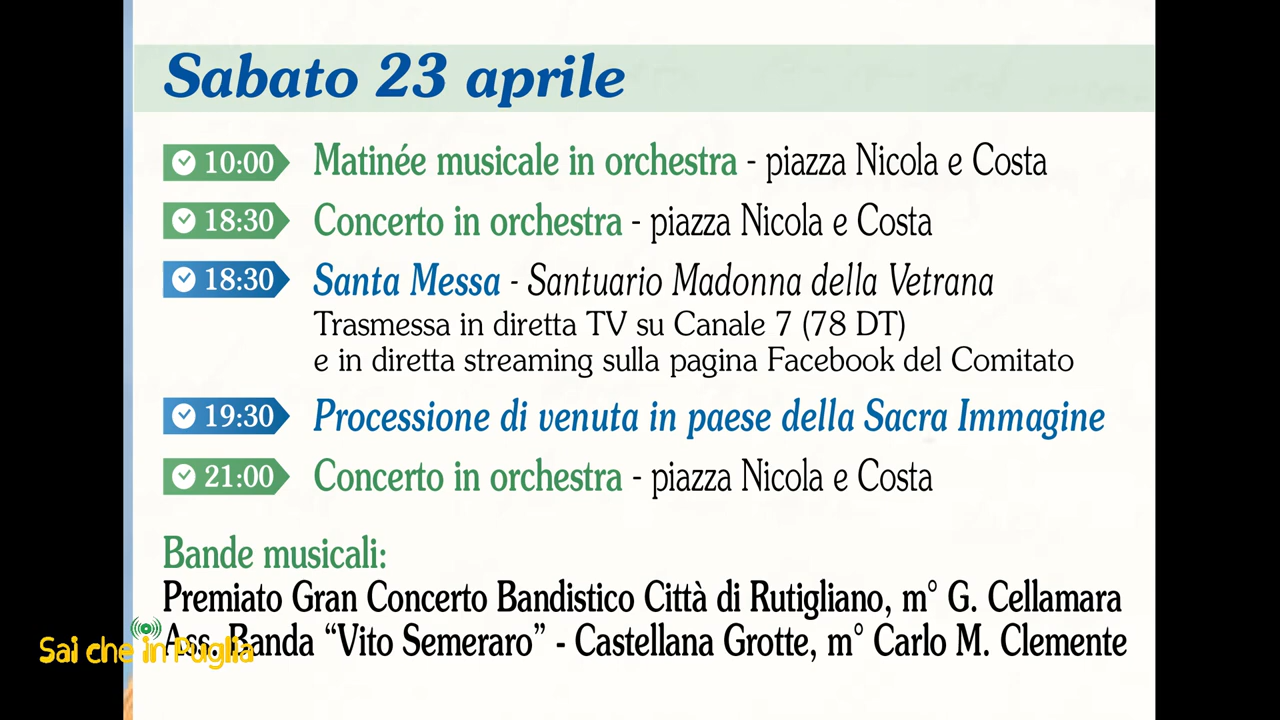 Sabato 23 aprile
10:00 Matinée musicale in orchestra - piazza Nicola e Costa
18:30 Concerto in orchestra - piazza Nicola e Costa
18:30 Santa Messa - Santuario Madonna della Vetrana
Trasmessa in diretta TV su Canale 7 (78 DT)
e in diretta streaming sulla pagina Facebook del Comitato
19:30 Processione di venuta in paese della Sacra Immagine
21:00 Concerto in orchestra - piazza Nicola e Costa
Bande musicali:
Premiato Gran Concerto Bandistico Città di Rutigliano, m° G. Cellamara
Ass. Banda “Vito Semeraro” - Castellana Grotte, m° Carlo M. Clemente
Sai che in Puglia